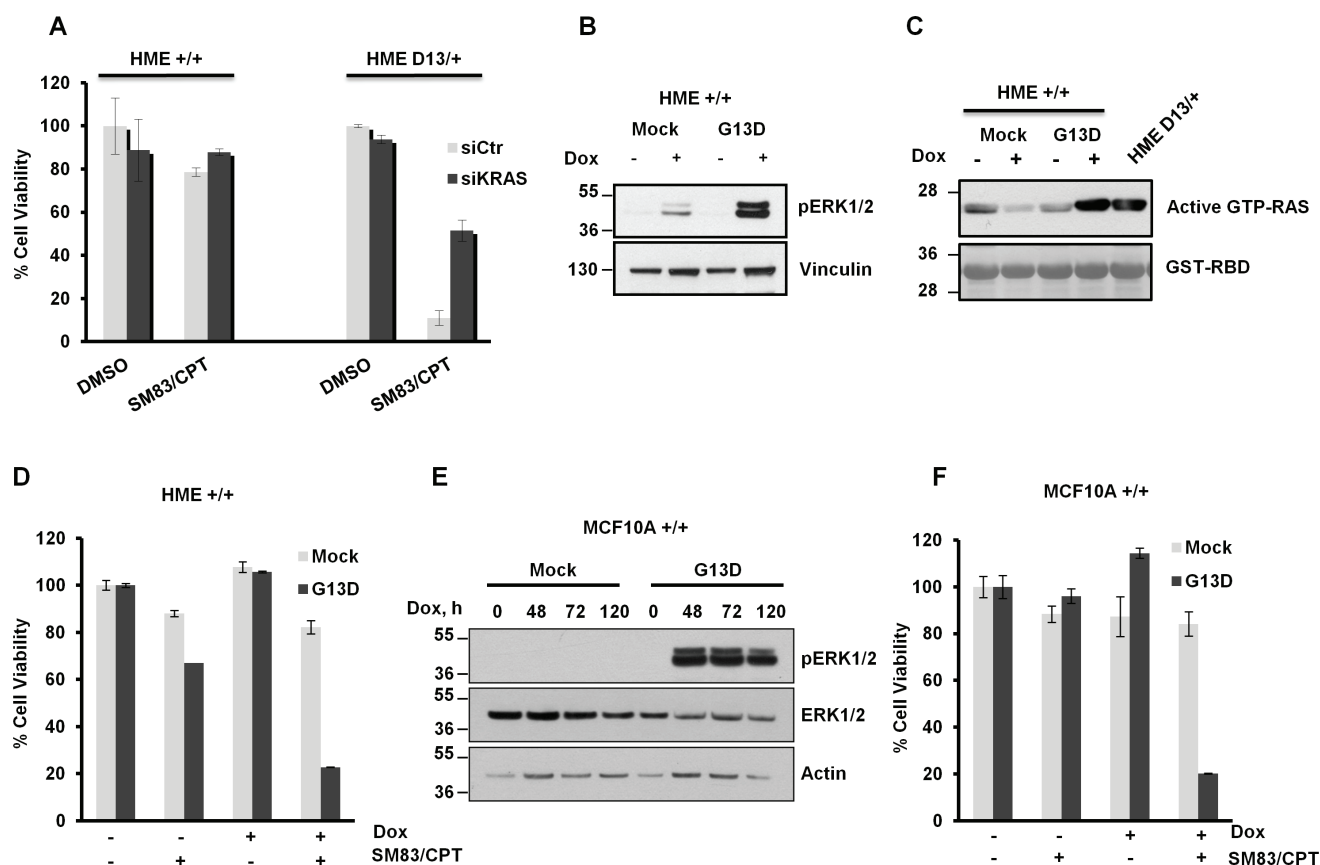 A
HME +/+
HME D13/+
120
100
80
60
40
20
0
% Cell Viability
siCtr
siKRAS
DMSO
SM83/CPT
DMSO
SM83/CPT
B
HME +/+
Mock
G13D
Dox - + - +
55
36
pERK1/2
130
Vinculin
C
HME +/+
HME D13/+
Mock
G13D
Dox - + - +
28
Active GTP-RAS
36
28
GST-RBD
D
HME +/+
120
100
80
60
40
20
0
% Cell Viability
Mock
G13D
- - + + Dox
+ - + SM83/CPT
E
MCF10A +/+
Mock
G13D
Dox, h 0 48 72 120 0 48 72 120
55
36
pERK1/2
55
36
ERK1/2
55
36
Actin
F
MCF10A +/+
120
100
80
60
40
20
0
% Cell Viability
Mock
G13D
- - + + Dox
- + - + SM83/CPT